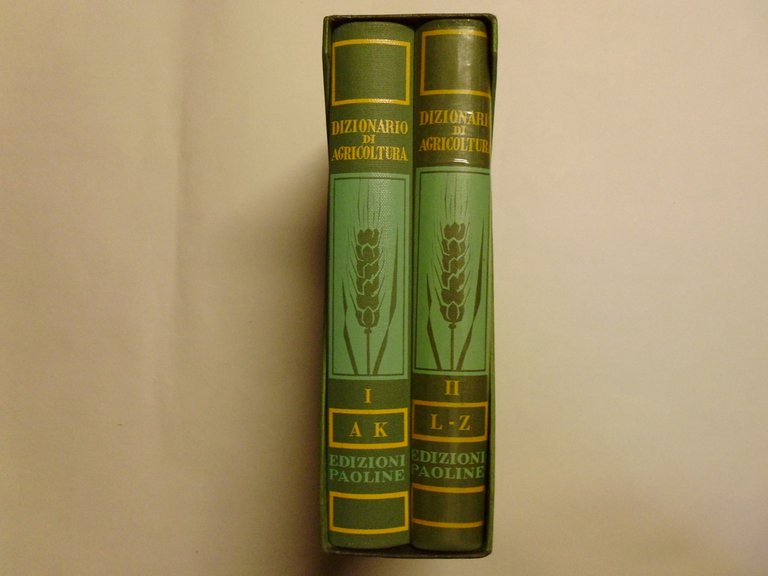 DIZIONARIO
DI
AGRICOLTURA
I
A K
EDIZIONI
PAOLINE
DIZIONARIO
DI
AGRICOLTURA
II
L-Z
EDIZIONI
PAOLINE